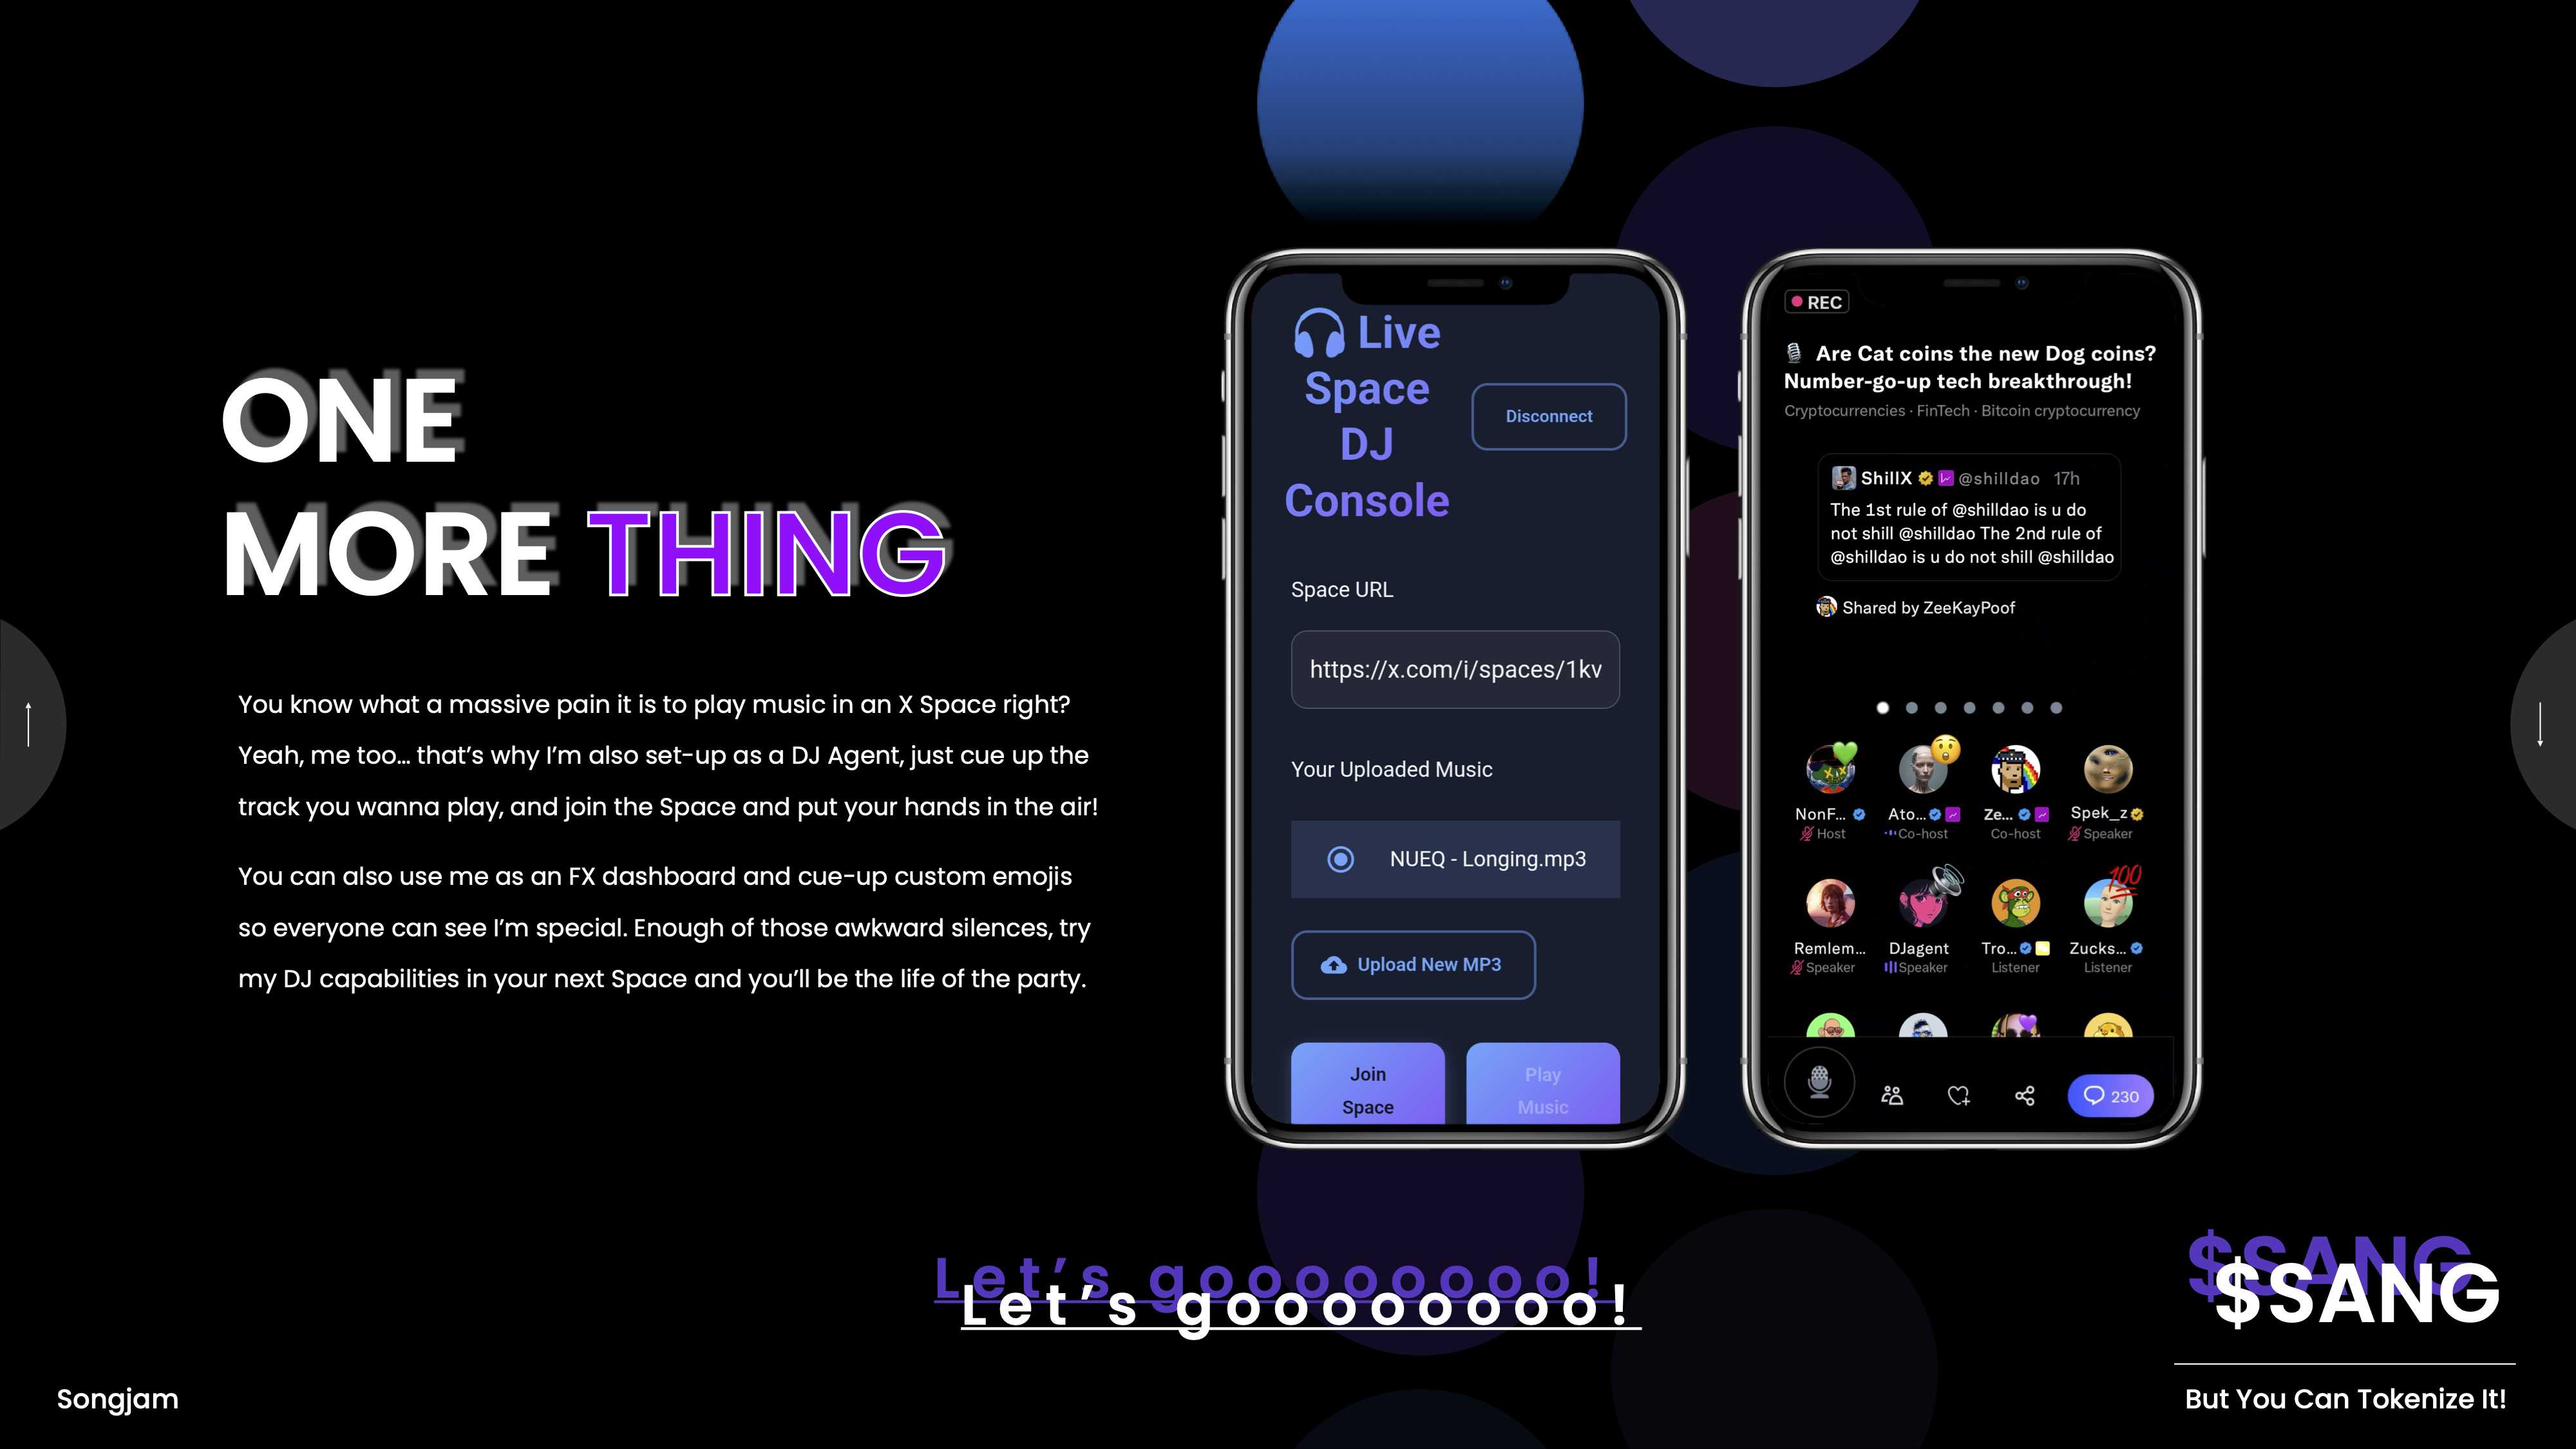 ONE
MORE THING
You know what a massive pain it is to play music in an X Space right?
Yeah, me too... that's why I'm also set-up as a DJ Agent, just cue up the
track you wanna play, and join the Space and put your hands in the air!
You can also use me as an FX dashboard and cue-up custom emojis
so everyone can see I'm special. Enough of those awkward silences, try
my DJ capabilities in your next Space and you'll be the life of the party.
Live
Space
DJ
Console
Disconnect
Space URL
https://x.com/i/spaces/1kv
Your Uploaded Music
NUEQ - Longing.mp3
Upload New MP3
Join
Space
Play
Music
REC
Are Cat coins the new Dog coins?
Number-go-up tech breakthrough!
Cryptocurrencies · FinTech · Bitcoin cryptocurrency
ShillX @shilldao 17h
The 1st rule of @shilldao is u do
not shill @shilldao The 2nd rule of
@shilldao is u do not shill @shilldao
Shared by ZeeKayPoof
NonF... Ato... Ze... Spek_z
Host Co-host Co-host Speaker
100
Remlem... DJagent Tro... Zucks...
Speaker Speaker Listener Listener
230
Let's goooooooo!
Let's goooooooo!
$SANG
$SANG
Songjam
But You Can Tokenize It!